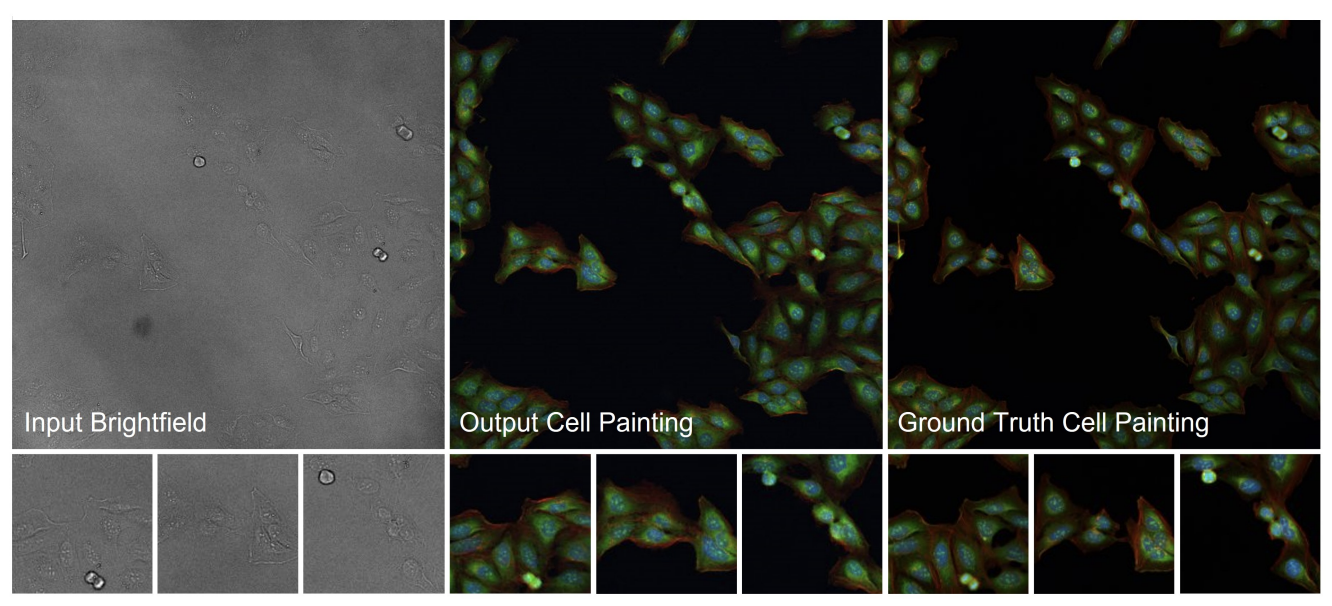 Input Brightfield
Output Cell Painting
Ground Truth Cell Painting